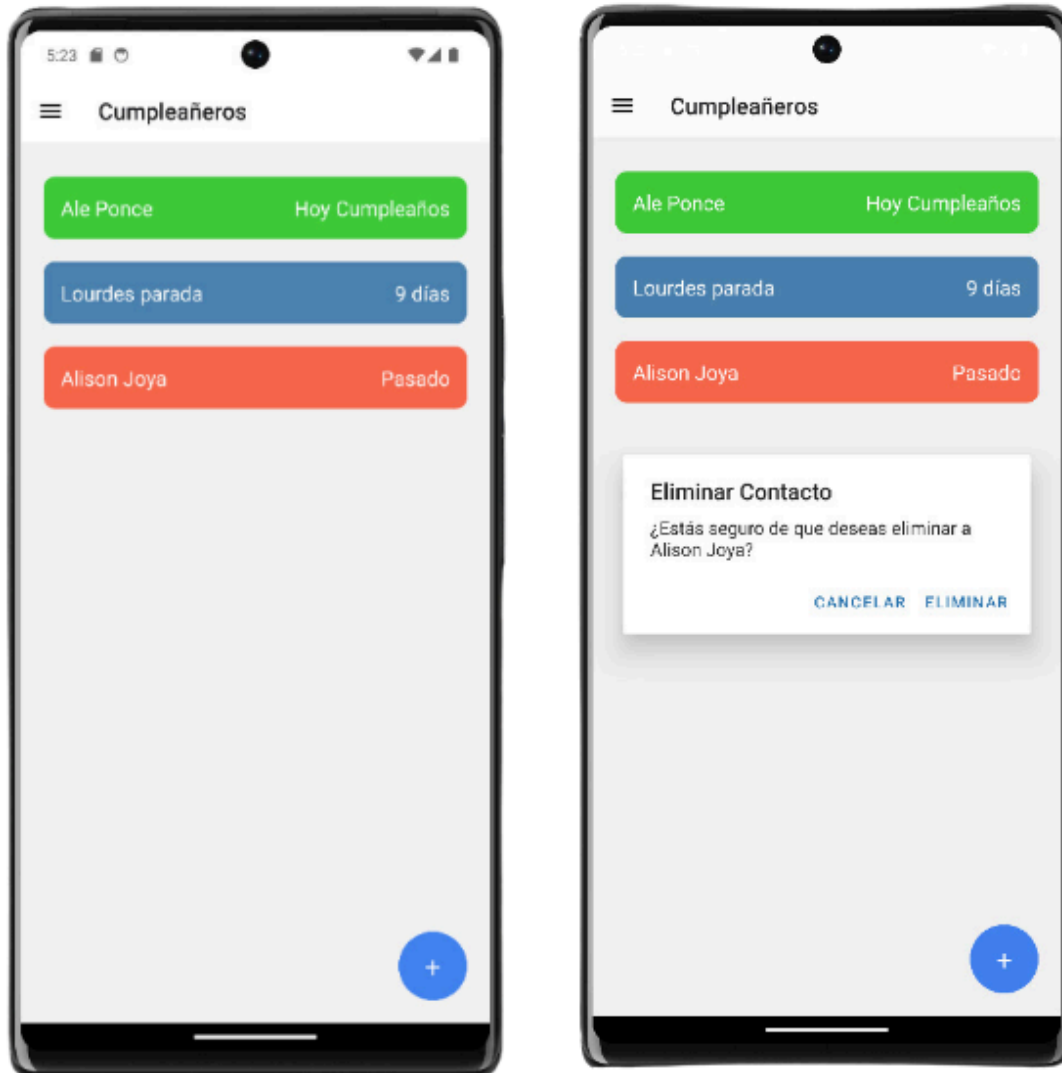 5:23
Cumpleañeros
Ale Ponce Hoy Cumpleaños
Lourdes parada 9 días
Alison Joya Pasado
+
Cumpleañeros
Ale Ponce Hoy Cumpleaños
Lourdes parada 9 días
Alison Joya Pasado
Eliminar Contacto
¿Estás seguro de que deseas eliminar a
Alison Joya?
CANCELAR ELIMINAR
+